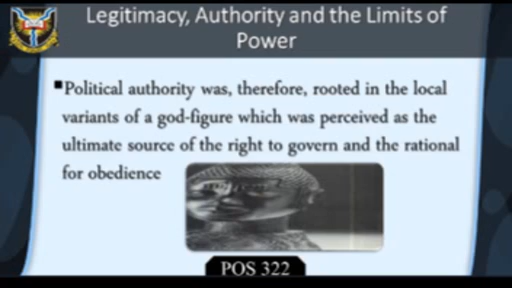 Legitimacy, Authority and the Limits of
Power
Political authority was, therefore, rooted in the local
variants of a god-figure which was perceived as the
ultimate source of the right to govern and the rational
for obedience
POS 322